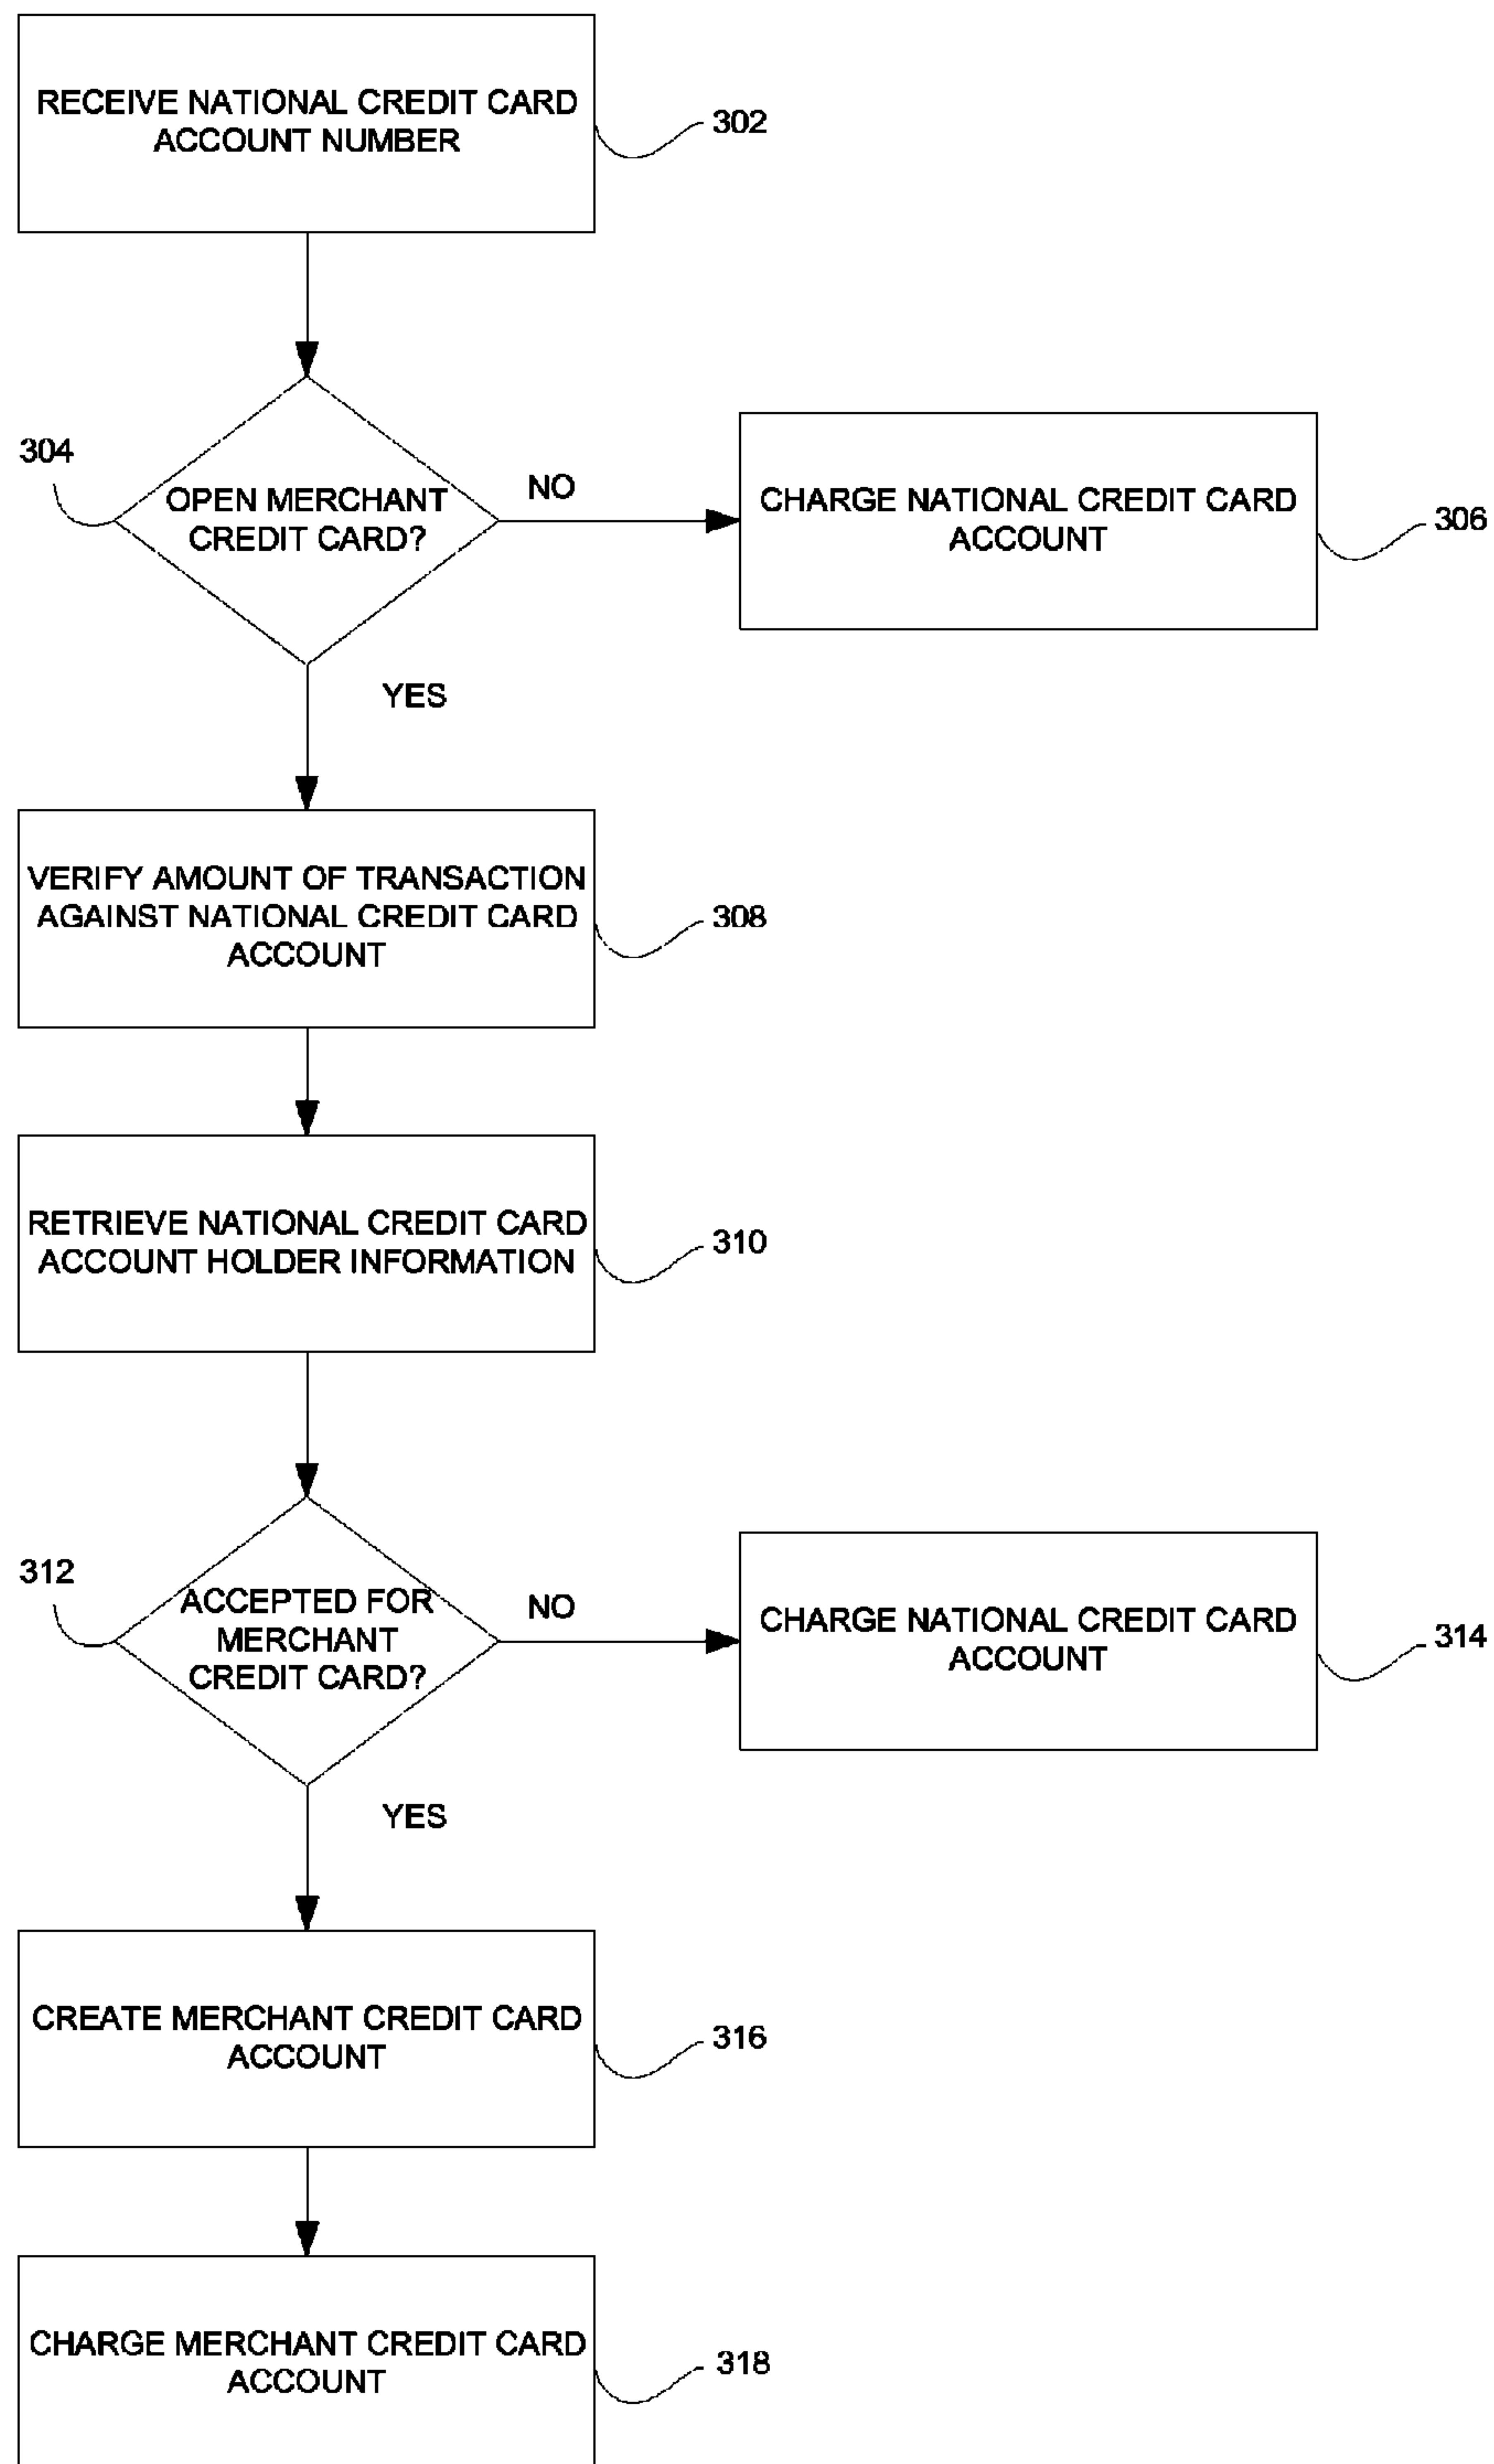 RECEIVE NATIONAL CREDIT CARD
ACCOUNT NUMBER
302
304
OPEN MERCHANT
CREDIT CARD?
NO
CHARGE NATIONAL CREDIT CARD
ACCOUNT
306
YES
VERIFY AMOUNT OF TRANSACTION
AGAINST NATIONAL CREDIT CARD
ACCOUNT
308
RETRIEVE NATIONAL CREDIT CARD
ACCOUNT HOLDER INFORMATION
310
312
ACCEPTED FOR
MERCHANT
CREDIT CARD?
NO
CHARGE NATIONAL CREDIT CARD
ACCOUNT
314
YES
CREATE MERCHANT CREDIT CARD
ACCOUNT
316
CHARGE MERCHANT CREDIT CARD
ACCOUNT
318